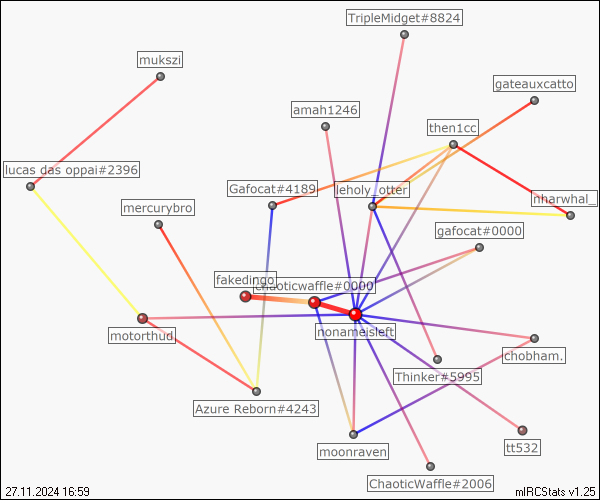 TripleMidget#8824
mukszi
gateauxcatto
amah1246
then1cc
lucas das oppai#2396
Gafocat#4189
leholy_otter
nharwhal_
mercurybro
gafocat#0000
fakedingo
chaoticwaffle#0000
nonameisleft
motorthud
chobham.
Thinker#5995
Azure Reborn#4243
tt532
moonraven
ChaoticWaffle#2006
27.11.2024 16:59
mIRCStats v1.25